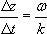 Δz/Δt = ω/k